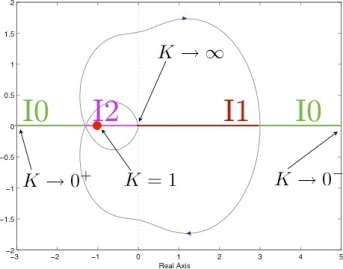 2
1.5
1
0.5
0
−0.5
−1
−1.5
−2
K → ∞
I0
I2
I1
I0
K → 0⁺
K = 1
K → 0⁻
−3
−2
−1
0
1
2
3
4
5
Real Axis